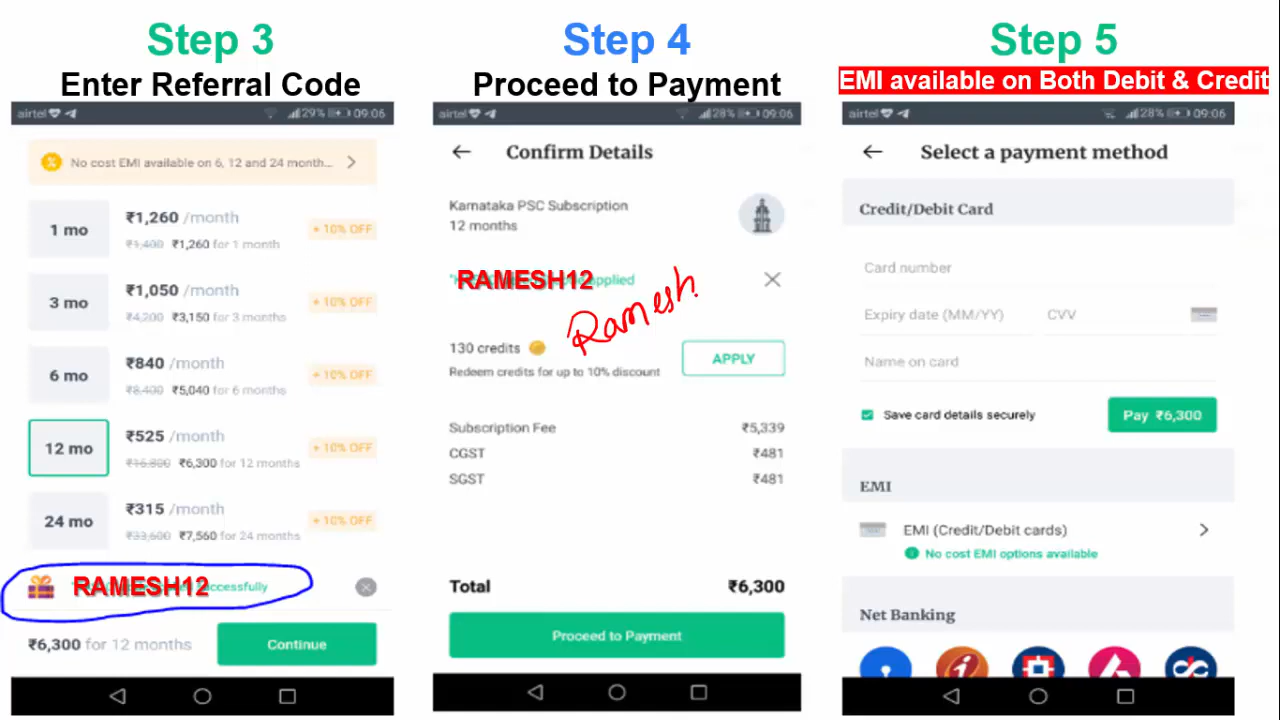 Step 3
Enter Referral Code
airtel 29% 09:06
No cost EMI available on 6, 12 and 24 month... >
1 mo ₹1,260 /month + 10% OFF
₹1,400 ₹1,260 for 1 month
3 mo ₹1,050 /month + 10% OFF
₹4,200 ₹3,150 for 3 months
6 mo ₹840 /month + 10% OFF
₹8,400 ₹5,040 for 6 months
12 mo ₹525 /month + 10% OFF
₹16,800 ₹6,300 for 12 months
24 mo ₹315 /month + 10% OFF
₹33,600 ₹7,560 for 24 months
RAMESH12 successfully
₹6,300 for 12 months Continue
Step 4
Proceed to Payment
airtel 28% 09:06
Confirm Details
Karnataka PSC Subscription
12 months
RAMESH12 applied
Ramesh
130 credits APPLY
Redeem credits for up to 10% discount
Subscription Fee ₹5,339
CGST ₹481
SGST ₹481
Total ₹6,300
Proceed to Payment
Step 5
EMI available on Both Debit & Credit
airtel 28% 09:06
Select a payment method
Credit/Debit Card
Card number
Expiry date (MM/YY) CVV
Name on card
Save card details securely Pay ₹6,300
EMI
EMI (Credit/Debit cards)
No cost EMI options available
Net Banking